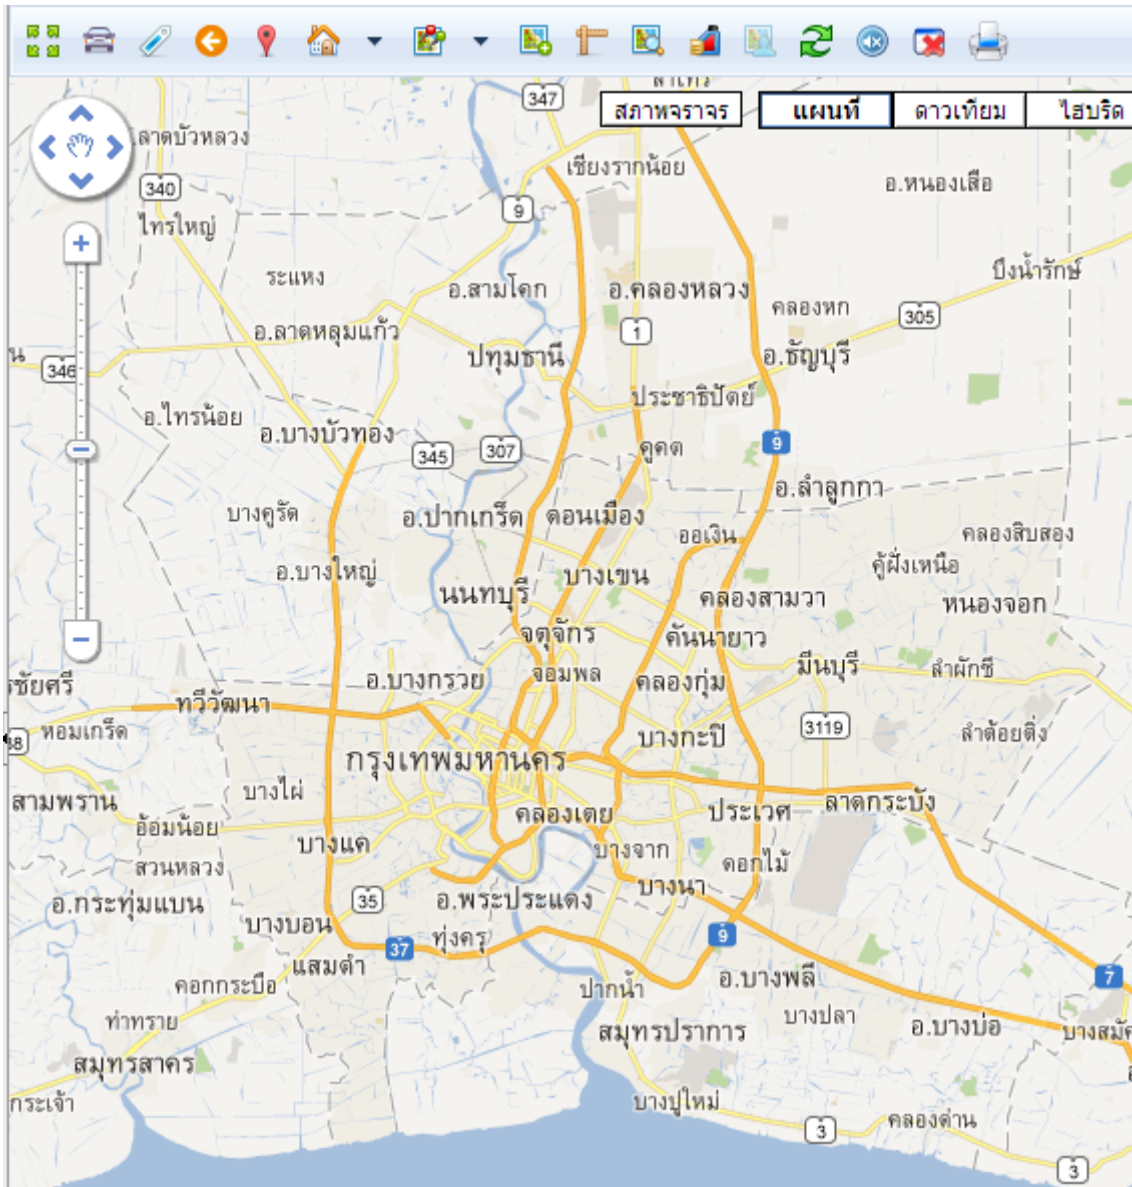 347
สภาพจราจร แผนที่ ดาวเทียม ไฮบริด
.ลาดบัวหลวง
เชียงรากน้อย
340
อ.หนองเสือ
9
ไทรใหญ่
ระแหง
บึงน้ำรักษ์
อ.สามโคก
อ.คลองหลวง
คลองหก
305
อ.ลาดหลุมแก้ว
1
346
ปทุมธานี
อ.ธัญบุรี
ประชาธิปัตย์
อ.ไทรน้อย
อ.บางบัวทอง
345
307
คูคต
9
อ.ลำลูกกา
บางคูรัด
อ.ปากเกร็ด
ดอนเมือง
ออเงิน
คลองสิบสอง
อ.บางใหญ่
บางเขน
คู้ฝั่งเหนือ
นนทบุรี
คลองสามวา
หนองจอก
จตุจักร
คันนายาว
มีนบุรี
ลำผักชี
จอมพล
อ.บางกรวย
คลองกุ่ม
รชัยศรี
ทวีวัฒนา
หอมเกร็ด
บางกะปิ
3119
ลำต้อยติ่ง
กรุงเทพมหานคร
บางไผ่
สามพราน
คลองเตย
ประเวศ
ลาดกระบัง
อ้อมน้อย
บางแค
บางจาก
ดอกไม้
สวนหลวง
อ.กระทุ่มแบน
35
อ.พระประแดง
บางนา
บางบอน
37
ทุ่งครุ
9
แสมดำ
คอกกระบือ
ปากน้ำ
อ.บางพลี
7
ท่าทราย
สมุทรปราการ
บางปลา
อ.บางบ่อ
บางสมัค
สมุทรสาคร
กระเจ้า
บางปูใหม่
3
คลองด่าน
3